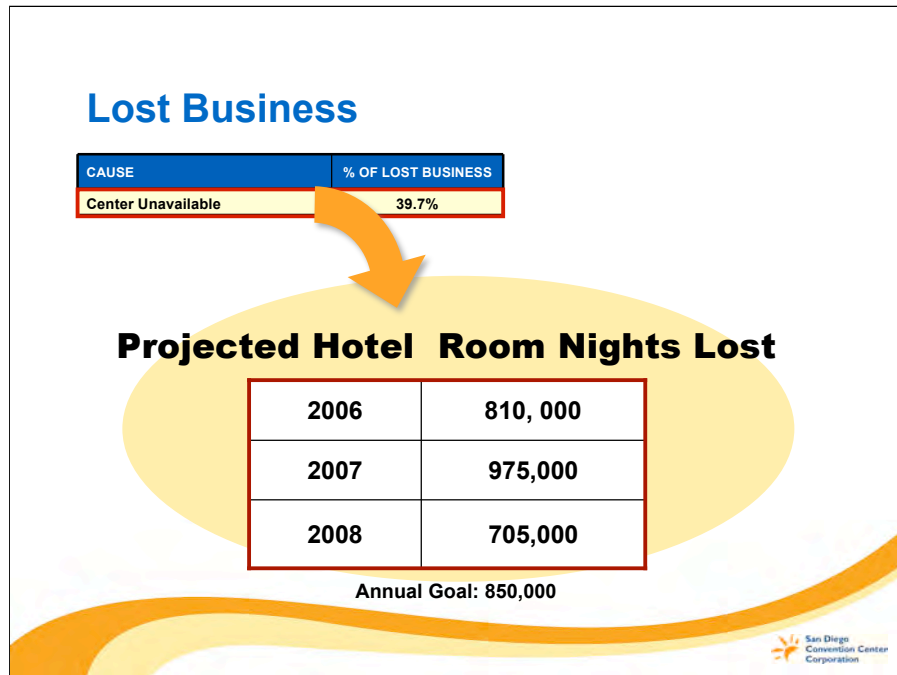 Lost Business
CAUSE % OF LOST BUSINESS
Center Unavailable 39.7%
Projected Hotel Room Nights Lost
2006 810, 000
2007 975,000
2008 705,000
Annual Goal: 850,000
San Diego
Convention Center
Corporation